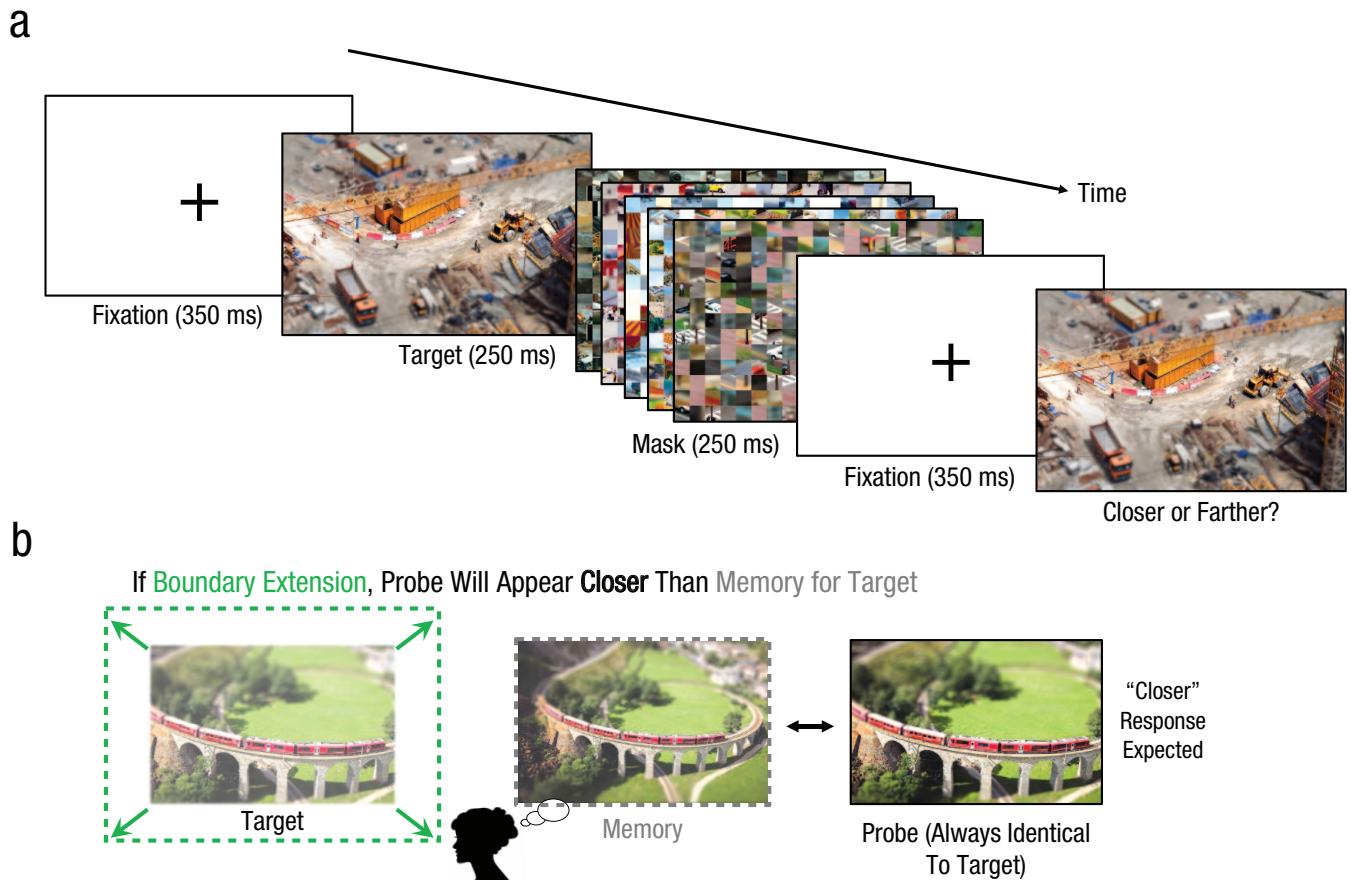 a
Time
Fixation (350 ms)
Target (250 ms)
Mask (250 ms)
Fixation (350 ms)
Closer or Farther?
b
If Boundary Extension, Probe Will Appear Closer Than Memory for Target
Target
Memory
Probe (Always Identical
To Target)
“Closer”
Response
Expected